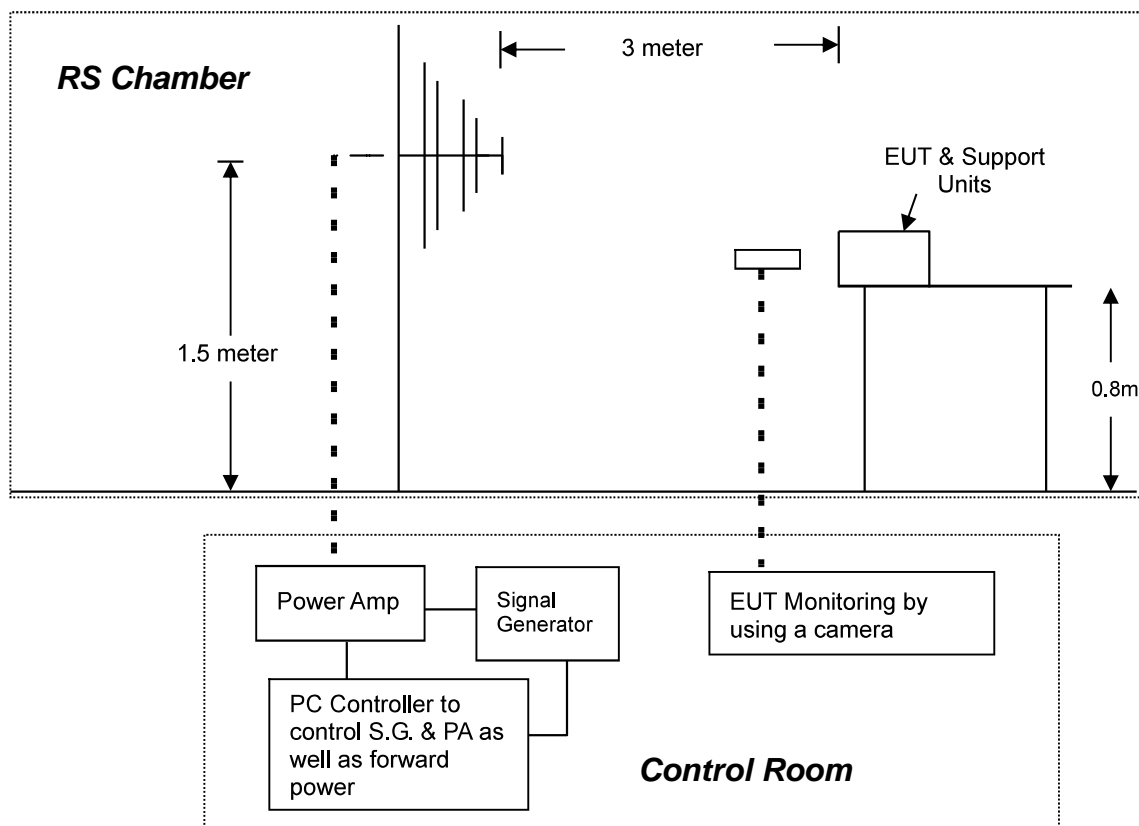 3 meter
RS Chamber
EUT & Support
Units
1.5 meter
0.8m
Power Amp
Signal
Generator
EUT Monitoring by
using a camera
PC Controller to
control S.G. & PA as
well as forward
power
Control Room